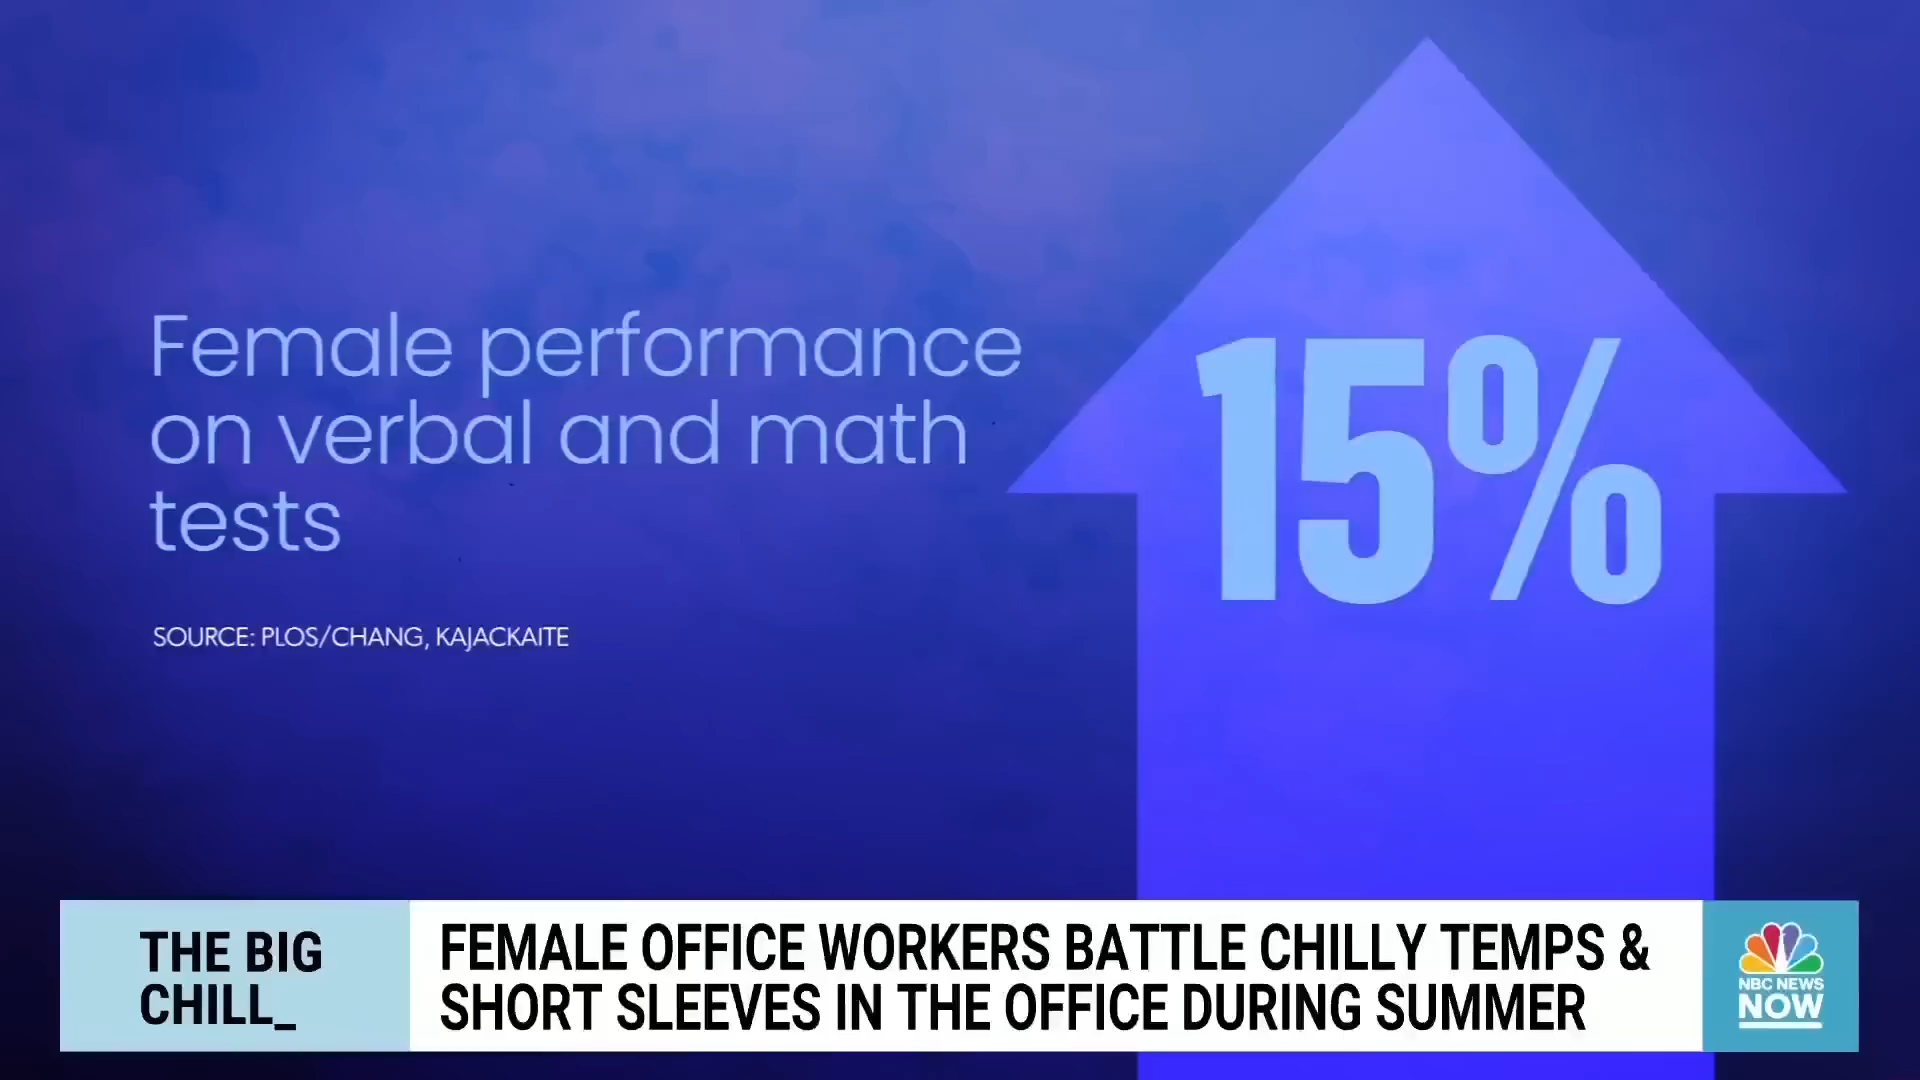 Female performance
on verbal and math
tests
SOURCE: PLOS/CHANG, KAJACKAITE
15%
THE BIG
CHILL_
FEMALE OFFICE WORKERS BATTLE CHILLY TEMPS &
SHORT SLEEVES IN THE OFFICE DURING SUMMER
NBC NEWS
NOW